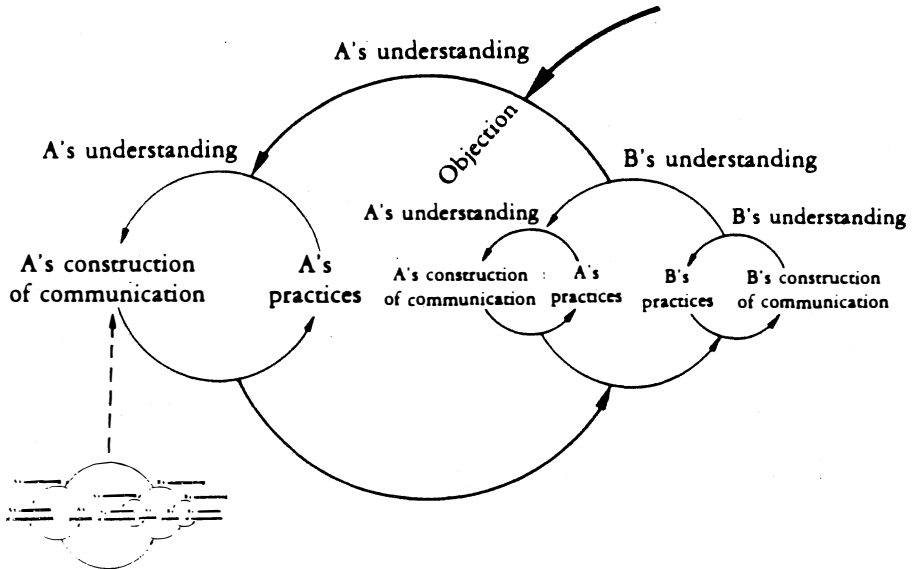 A's understanding
Objection
A's understanding
B's understanding
A's understanding
B's understanding
A's construction
of communication
A's
practices
A's construction
of communication
A's
practices
B's
practices
B's construction
of communication